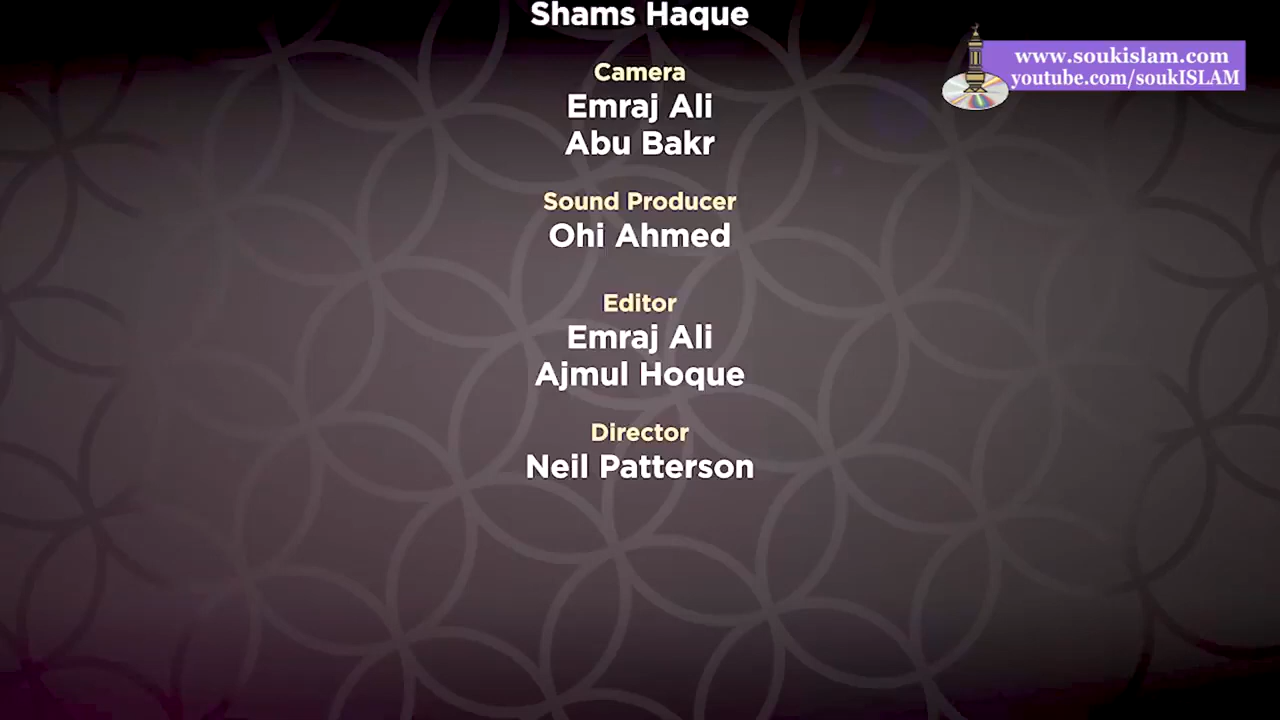 Shams Haque
www.soukislam.com
youtube.com/soukISLAM
Camera
Emraj Ali
Abu Bakr
Sound Producer
Ohi Ahmed
Editor
Emraj Ali
Ajmul Hoque
Director
Neil Patterson